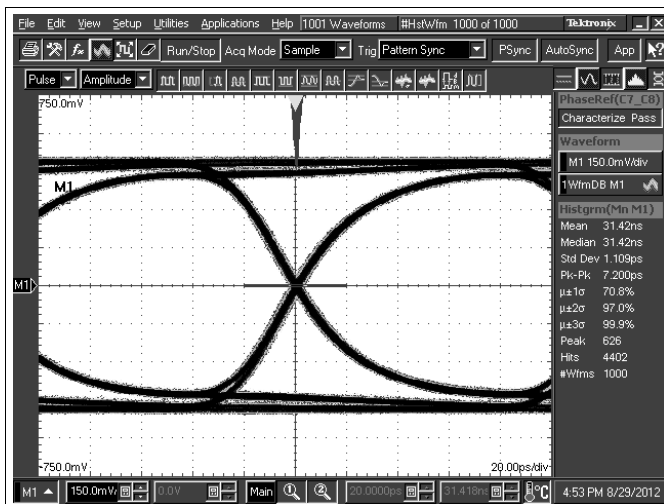 File Edit View Setup Utilities Applications Help 1001 Waveforms #HstWfm 1000 of 1000 Tektronix
Run/Stop Acq Mode Sample Trig Pattern Sync PSync AutoSync App
Pulse Amplitude
750.0mV
PhaseRef(C7_C8)
Characterize Pass
Waveform
M1 150.0mV/div
1WfmDB M1
Histgrm(Mn M1)
Mean 31.42ns
Median 31.42ns
Std Dev 1.109ps
Pk-Pk 7.200ps
µ±1σ 70.8%
µ±2σ 97.0%
µ±3σ 99.9%
Peak 626
Hits 4402
#Wfms 1000
M1
M1
-750.0mV 20.00ps/div
M1 150.0mV/ 0.0V Main 1 2 20.0000ps 31.418ns °C 4:53 PM 8/29/2012